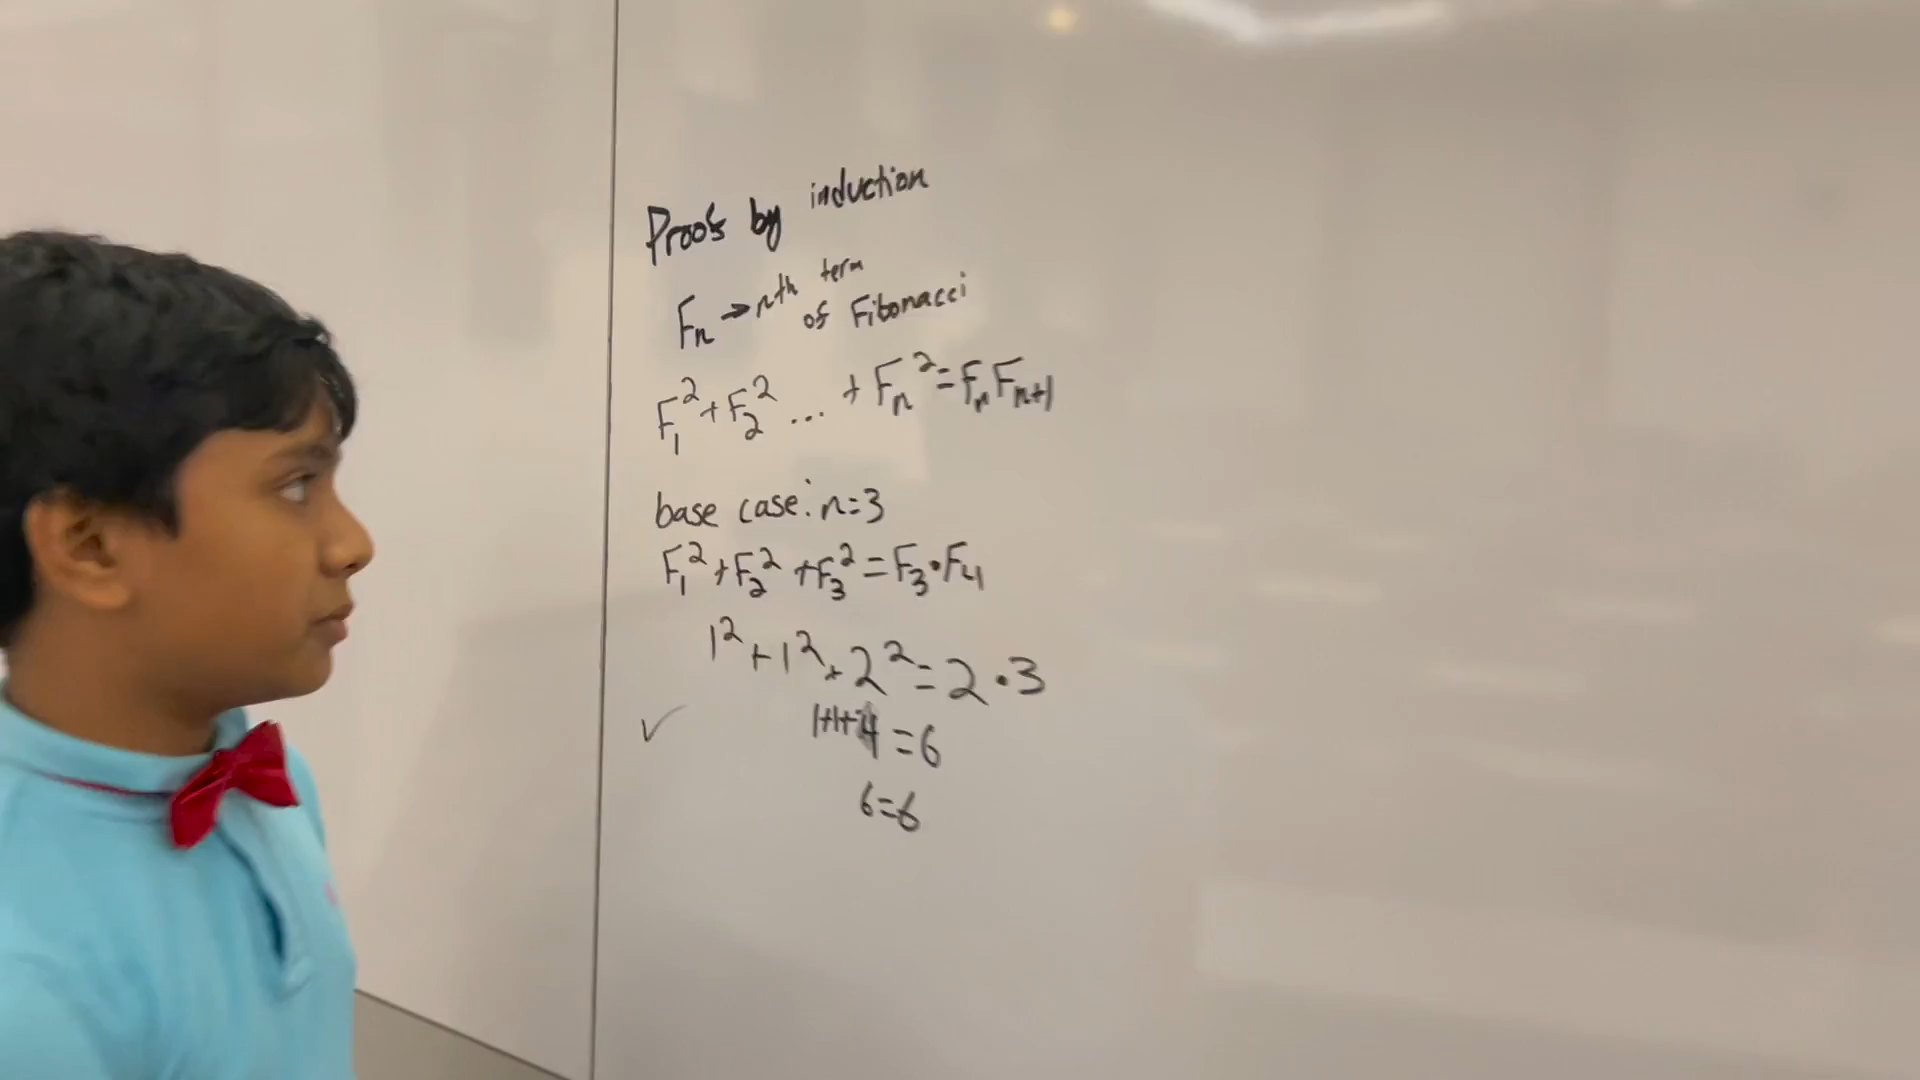 Proofs by induction
Fn → nth term
of Fibonacci
F₁² + F₂² ... + Fn² = Fn Fn+1
base case: n=3
F₁² + F₂² + F₃² = F₃ • F₄
1² + 1² + 2² = 2 • 3
✓ 1+1+4 = 6
6=6